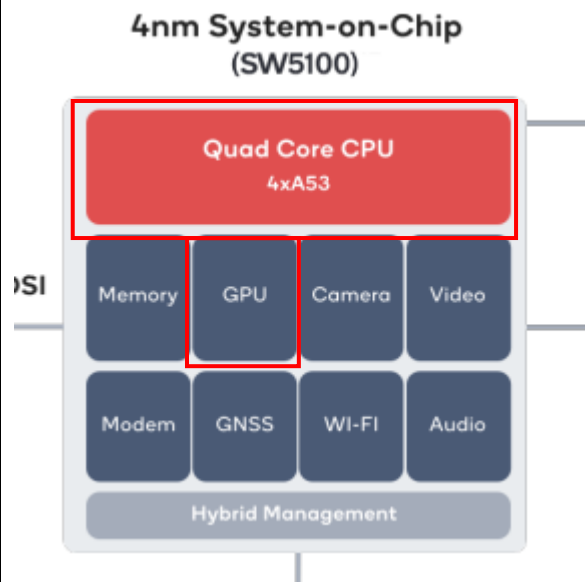 4nm System-on-Chip
(SW5100)
Quad Core CPU
4xA53
Memory GPU Camera Video
Modem GNSS WI-FI Audio
Hybrid Management